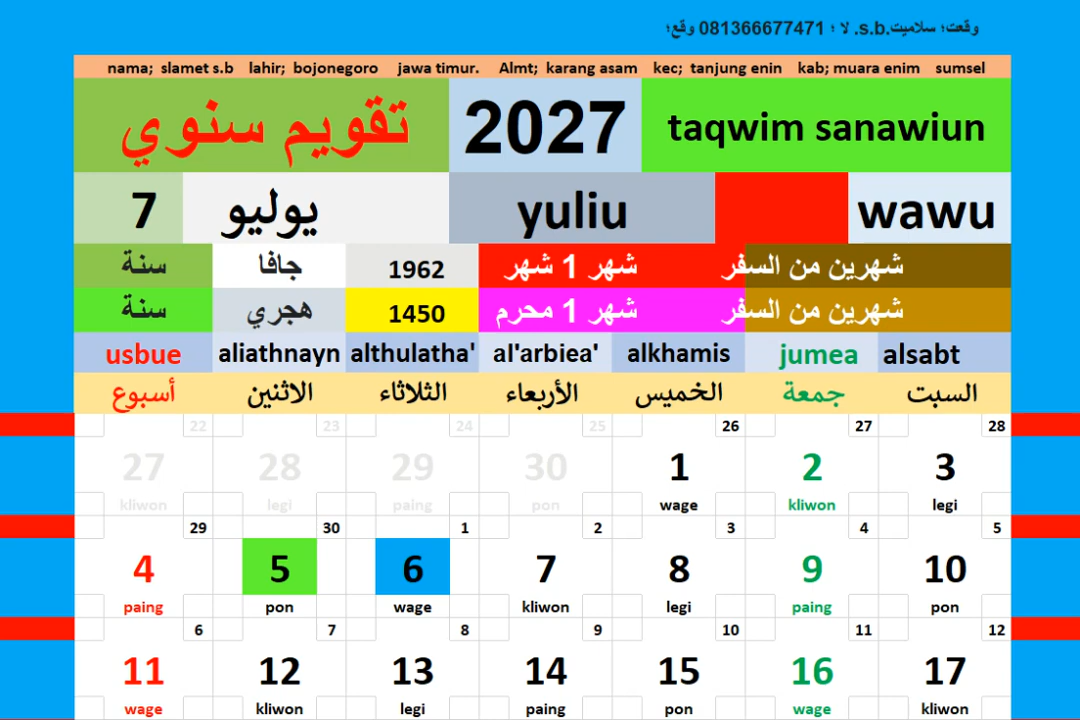 وقعت؛ سلاميت.s.b. لا ؛ 081366677471 وقع؛
nama; slamet s.b lahir; bojonegoro jawa timur. Almt; karang asam kec; tanjung enin kab; muara enim sumsel
تقويم سنوي 2027 taqwim sanawiun
7 يوليو yuliu wawu
سنة جافا 1962 شهر 1 شهر شهرين من السفر
سنة هجري 1450 شهر 1 محرم شهرين من السفر
usbue aliathnayn althulatha' al'arbiea' alkhamis jumea alsabt
أسبوع الاثنين الثلاثاء الأربعاء الخميس جمعة السبت
22 23 24 25 26 27 28
27 28 29 30 1 2 3
kliwon legi paing pon wage kliwon legi
29 30 1 2 3 4 5
4 5 6 7 8 9 10
paing pon wage kliwon legi paing pon
6 7 8 9 10 11 12
11 12 13 14 15 16 17
wage kliwon legi paing pon wage kliwon